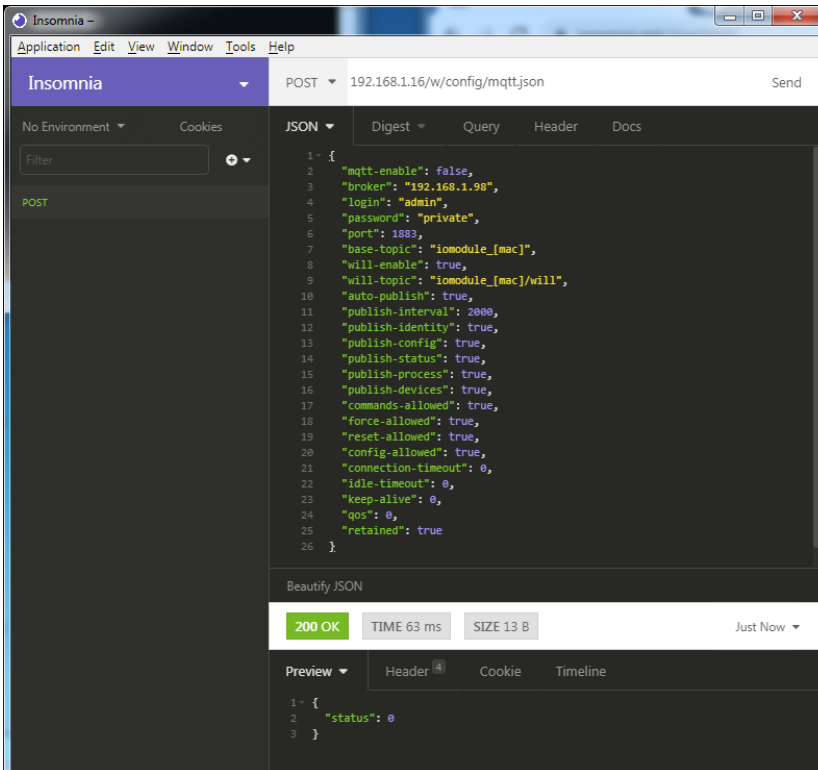 Insomnia –
Application Edit View Window Tools Help
Insomnia
POST 192.168.1.16/w/config/mqtt.json Send
No Environment Cookies
JSON Digest Query Header Docs
Filter
POST
1 {
2 "mqtt-enable": false,
3 "broker": "192.168.1.98",
4 "login": "admin",
5 "password": "private",
6 "port": 1883,
7 "base-topic": "iomodule_[mac]",
8 "will-enable": true,
9 "will-topic": "iomodule_[mac]/will",
10 "auto-publish": true,
11 "publish-interval": 2000,
12 "publish-identity": true,
13 "publish-config": true,
14 "publish-status": true,
15 "publish-process": true,
16 "publish-devices": true,
17 "commands-allowed": true,
18 "force-allowed": true,
19 "reset-allowed": true,
20 "config-allowed": true,
21 "connection-timeout": 0,
22 "idle-timeout": 0,
23 "keep-alive": 0,
24 "qos": 0,
25 "retained": true
26 }
Beautify JSON
200 OK TIME 63 ms SIZE 13 B Just Now
Preview Header 4 Cookie Timeline
1 {
2 "status": 0
3 }